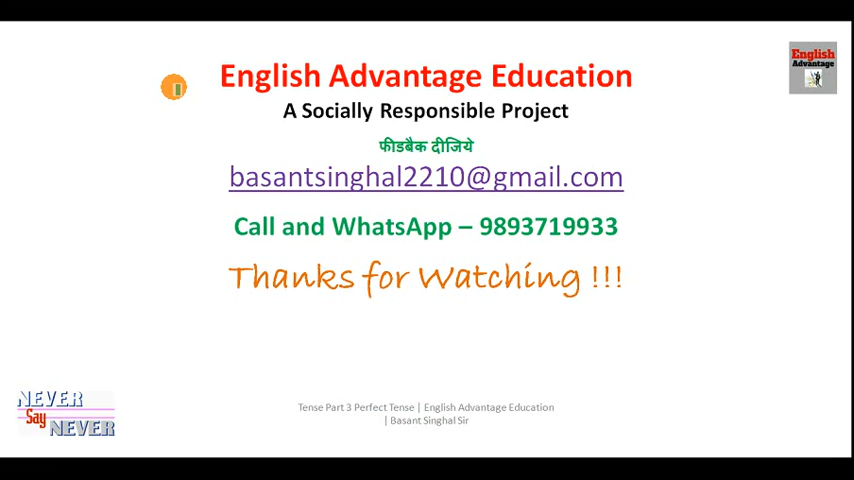 English Advantage Education
English
Advantage
A Socially Responsible Project
फीडबैक दीजिये
basantsinghal2210@gmail.com
Call and WhatsApp – 9893719933
Thanks for Watching !!!
NEVER
Say
NEVER
Tense Part 3 Perfect Tense | English Advantage Education
| Basant Singhal Sir